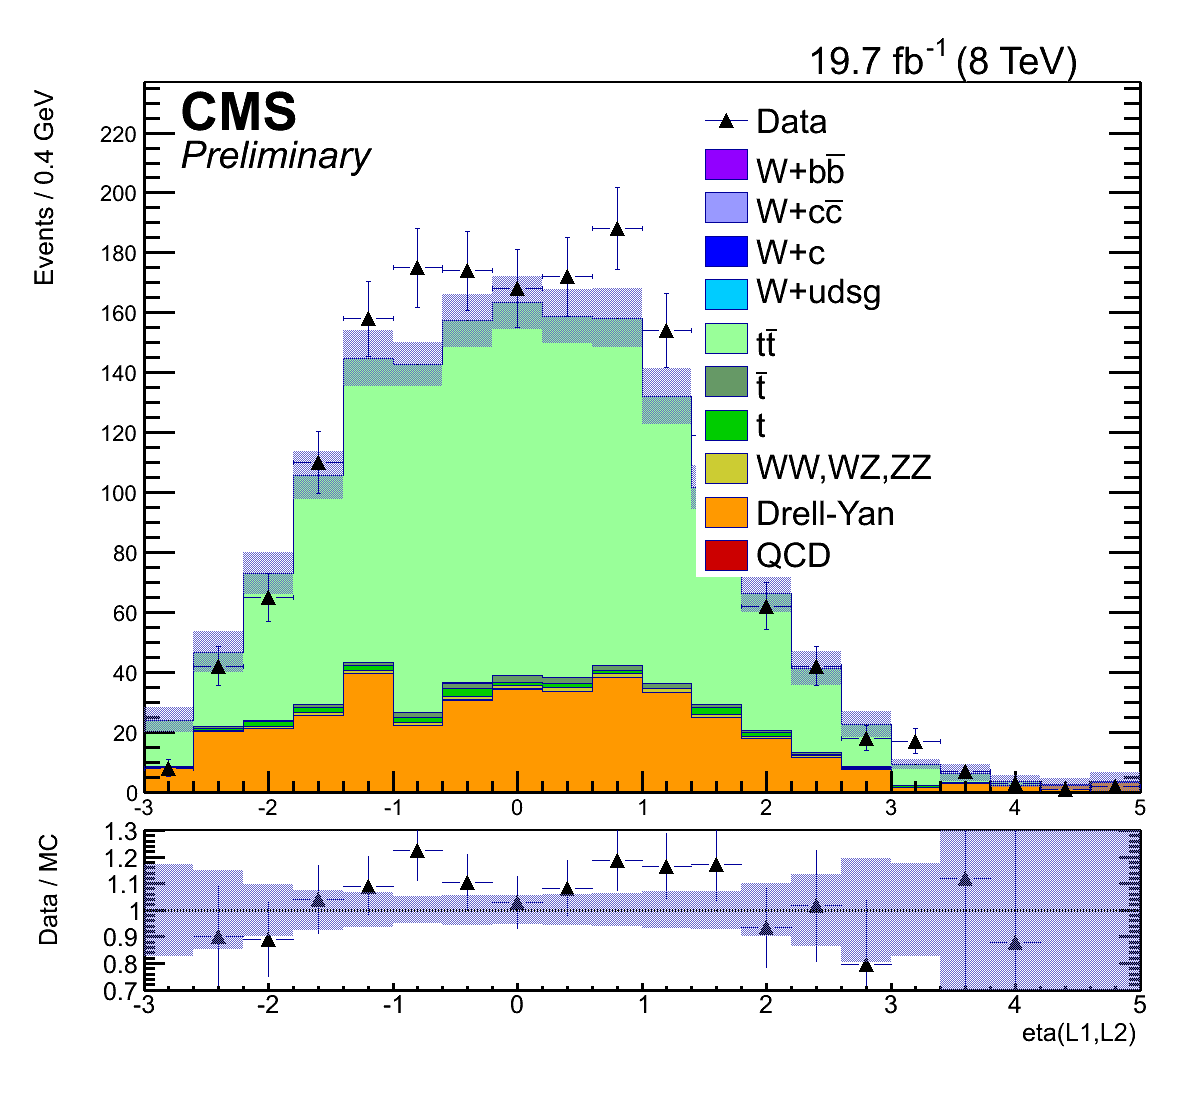 19.7 fb⁻¹ (8 TeV)
CMS
Preliminary
Events / 0.4 GeV
220
200
180
160
140
120
100
80
60
40
20
0
Data
W+bb̅
W+cc̅
W+c
W+udsg
tt̅
t̅
t
WW,WZ,ZZ
Drell-Yan
QCD
-3 -2 -1 0 1 2 3 4 5
Data / MC
1.3
1.2
1.1
1
0.9
0.8
0.7
-3 -2 -1 0 1 2 3 4 5
eta(L1,L2)